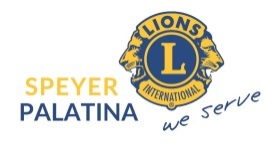 LIONS
L
INTERNATIONAL
SPEYER
PALATINA
we serve